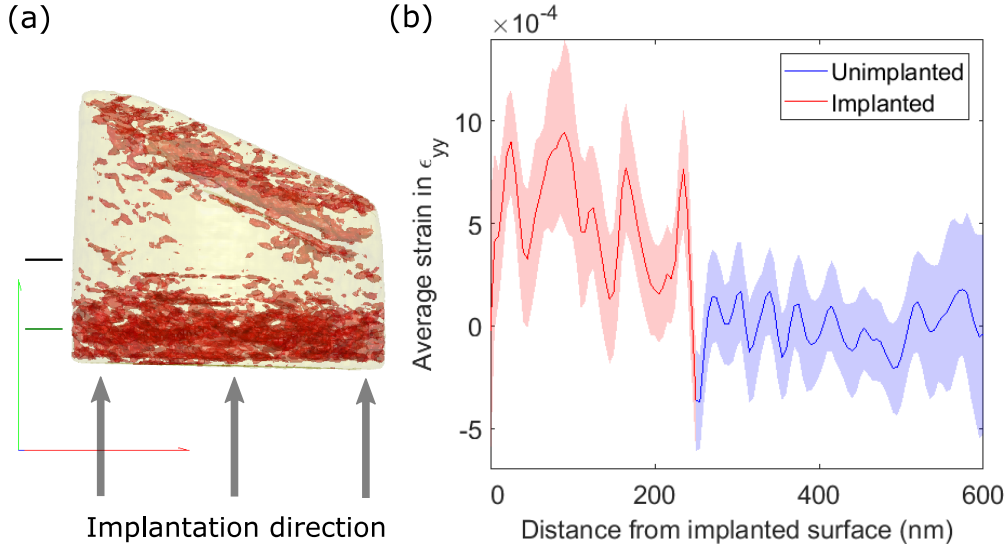 (a)
Implantation direction
(b)
×10⁻⁴
Average strain in ϵ_yy
10
5
0
-5
Unimplanted
Implanted
0 200 400 600
Distance from implanted surface (nm)